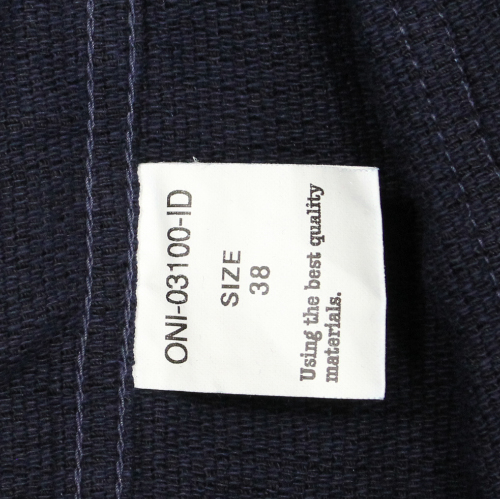 ONI-03100-ID
SIZE
38
Using the best quality
materials.